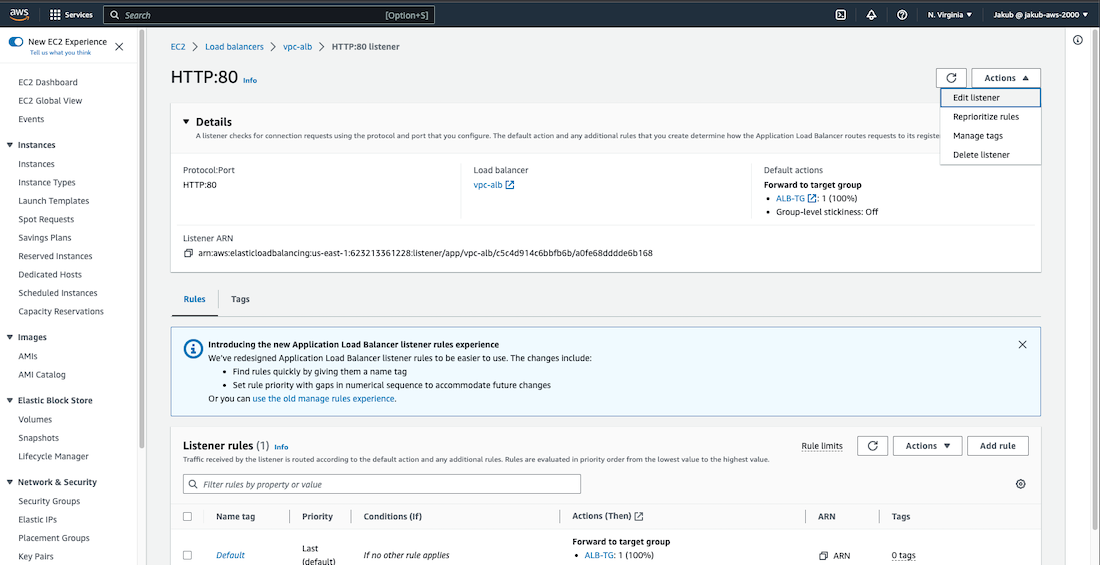 aws
Services
Search
[Option+S]
N. Virginia
Jakub @ jakub-aws-2000
New EC2 Experience
Tell us what you think
EC2 Dashboard
EC2 Global View
Events
Instances
Instances
Instance Types
Launch Templates
Spot Requests
Savings Plans
Reserved Instances
Dedicated Hosts
Scheduled Instances
Capacity Reservations
Images
AMIs
AMI Catalog
Elastic Block Store
Volumes
Snapshots
Lifecycle Manager
Network & Security
Security Groups
Elastic IPs
Placement Groups
Key Pairs
EC2 > Load balancers > vpc-alb > HTTP:80 listener
HTTP:80 Info
Actions
Edit listener
Reprioritize rules
Manage tags
Delete listener
Details
A listener checks for connection requests using the protocol and port that you configure. The default action and any additional rules that you create determine how the Application Load Balancer routes requests to its
Protocol:Port
HTTP:80
Load balancer
vpc-alb
Default actions
Forward to target group
• ALB-TG : 1 (100%)
• Group-level stickiness: Off
Listener ARN
arn:aws:elasticloadbalancing:us-east-1:623213361228:listener/app/vpc-alb/c5c4d914c6bbfb6b/a0fe68dddde6b168
Rules
Tags
Introducing the new Application Load Balancer listener rules experience
We've redesigned Application Load Balancer listener rules to be easier to use. The changes include:
• Find rules quickly by giving them a name tag
• Set rule priority with gaps in numerical sequence to accommodate future changes
Or you can use the old manage rules experience.
Listener rules (1) Info
Rule limits
Actions
Add rule
Traffic received by the listener is routed according to the default action and any additional rules. Rules are evaluated in priority order from the lowest value to the highest value.
Filter rules by property or value
Name tag
Priority
Conditions (If)
Actions (Then)
ARN
Tags
Default
Last
(default)
If no other rule applies
Forward to target group
• ALB-TG: 1 (100%)
ARN
0 tags